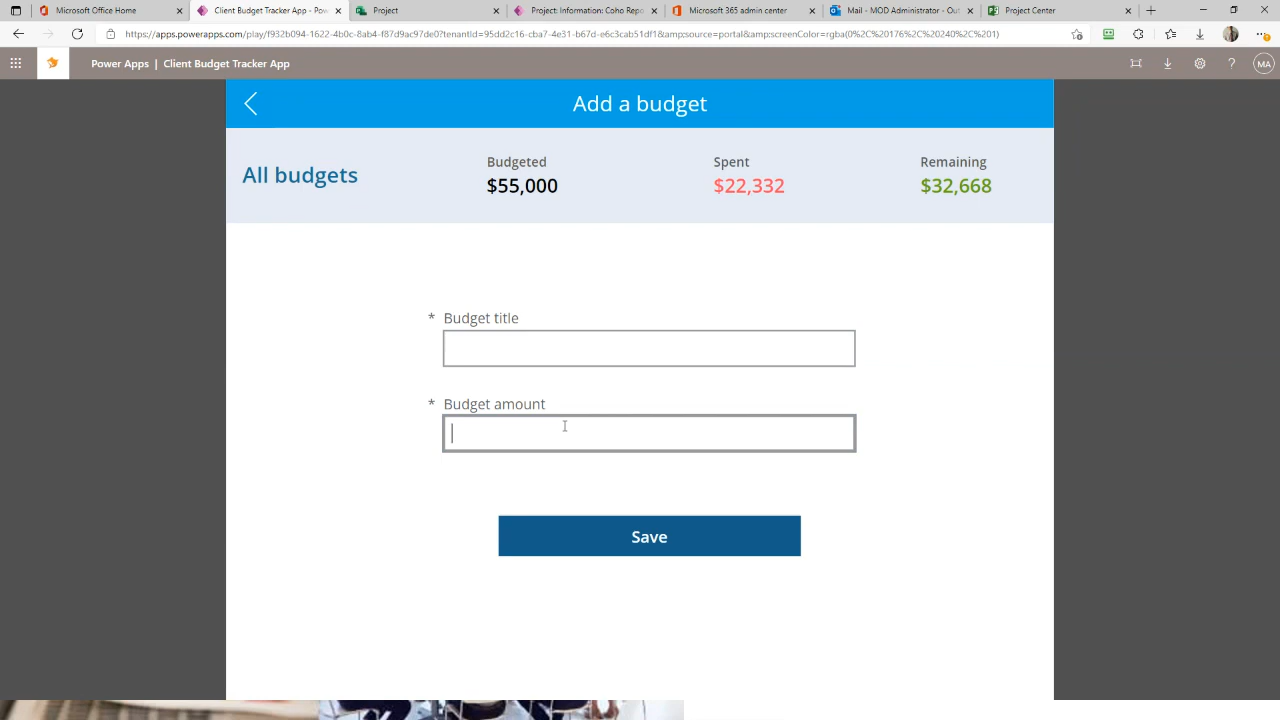 Microsoft Office Home
Client Budget Tracker App - Pow
Project
Project: Information: Coho Repo
Microsoft 365 admin center
Mail - MOD Administrator - Out
Project Center
https://apps.powerapps.com/play/f932b094-1622-4b0c-8ab4-f87d9ac97de0?tenantId=95dd2c16-cba7-4e31-b67d-e6c3cab51df1&amp;source=portal&amp;screenColor=rgba(0%2C%20176%2C%20240%2C%201)
Power Apps | Client Budget Tracker App
MA
Add a budget
All budgets
Budgeted
$55,000
Spent
$22,332
Remaining
$32,668
* Budget title
* Budget amount
Save